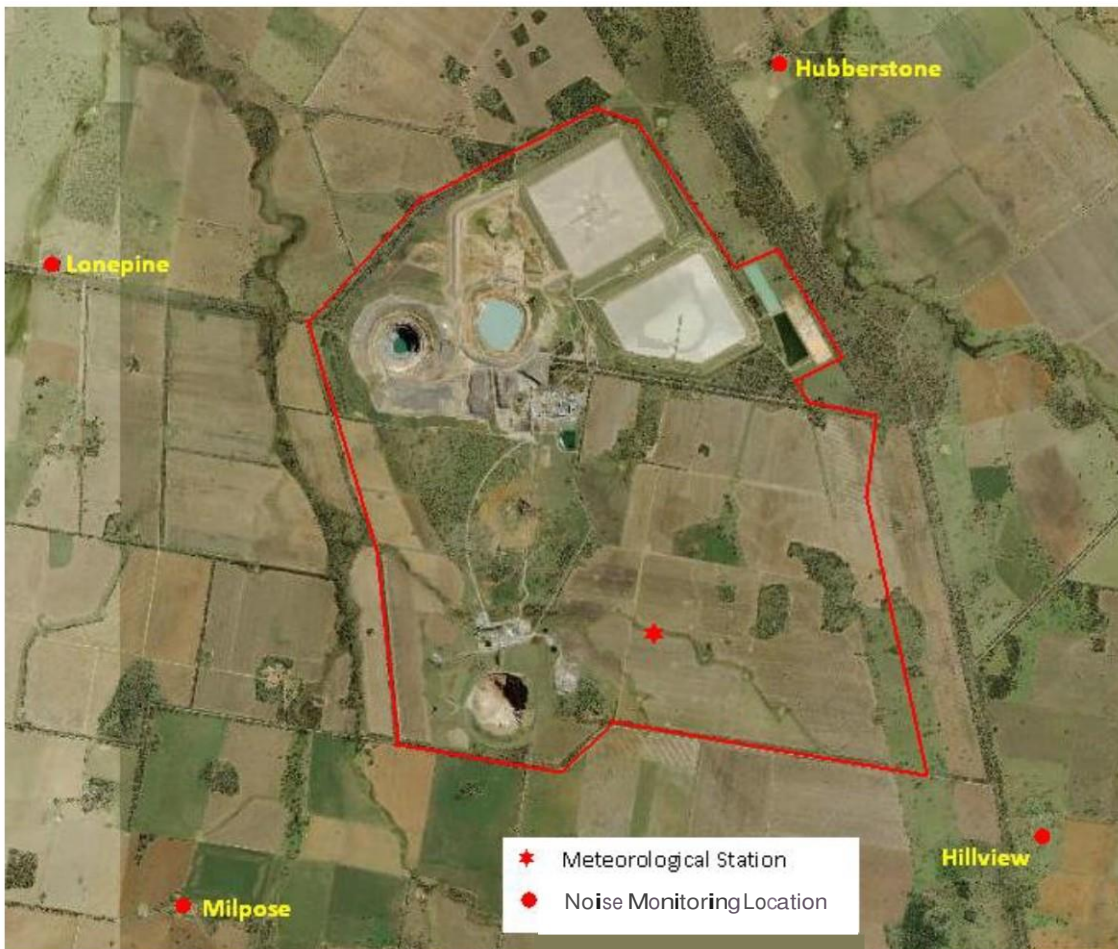 Hubberstone
Lonepine
Meteorological Station
Hillview
Noise Monitoring Location
Milpose